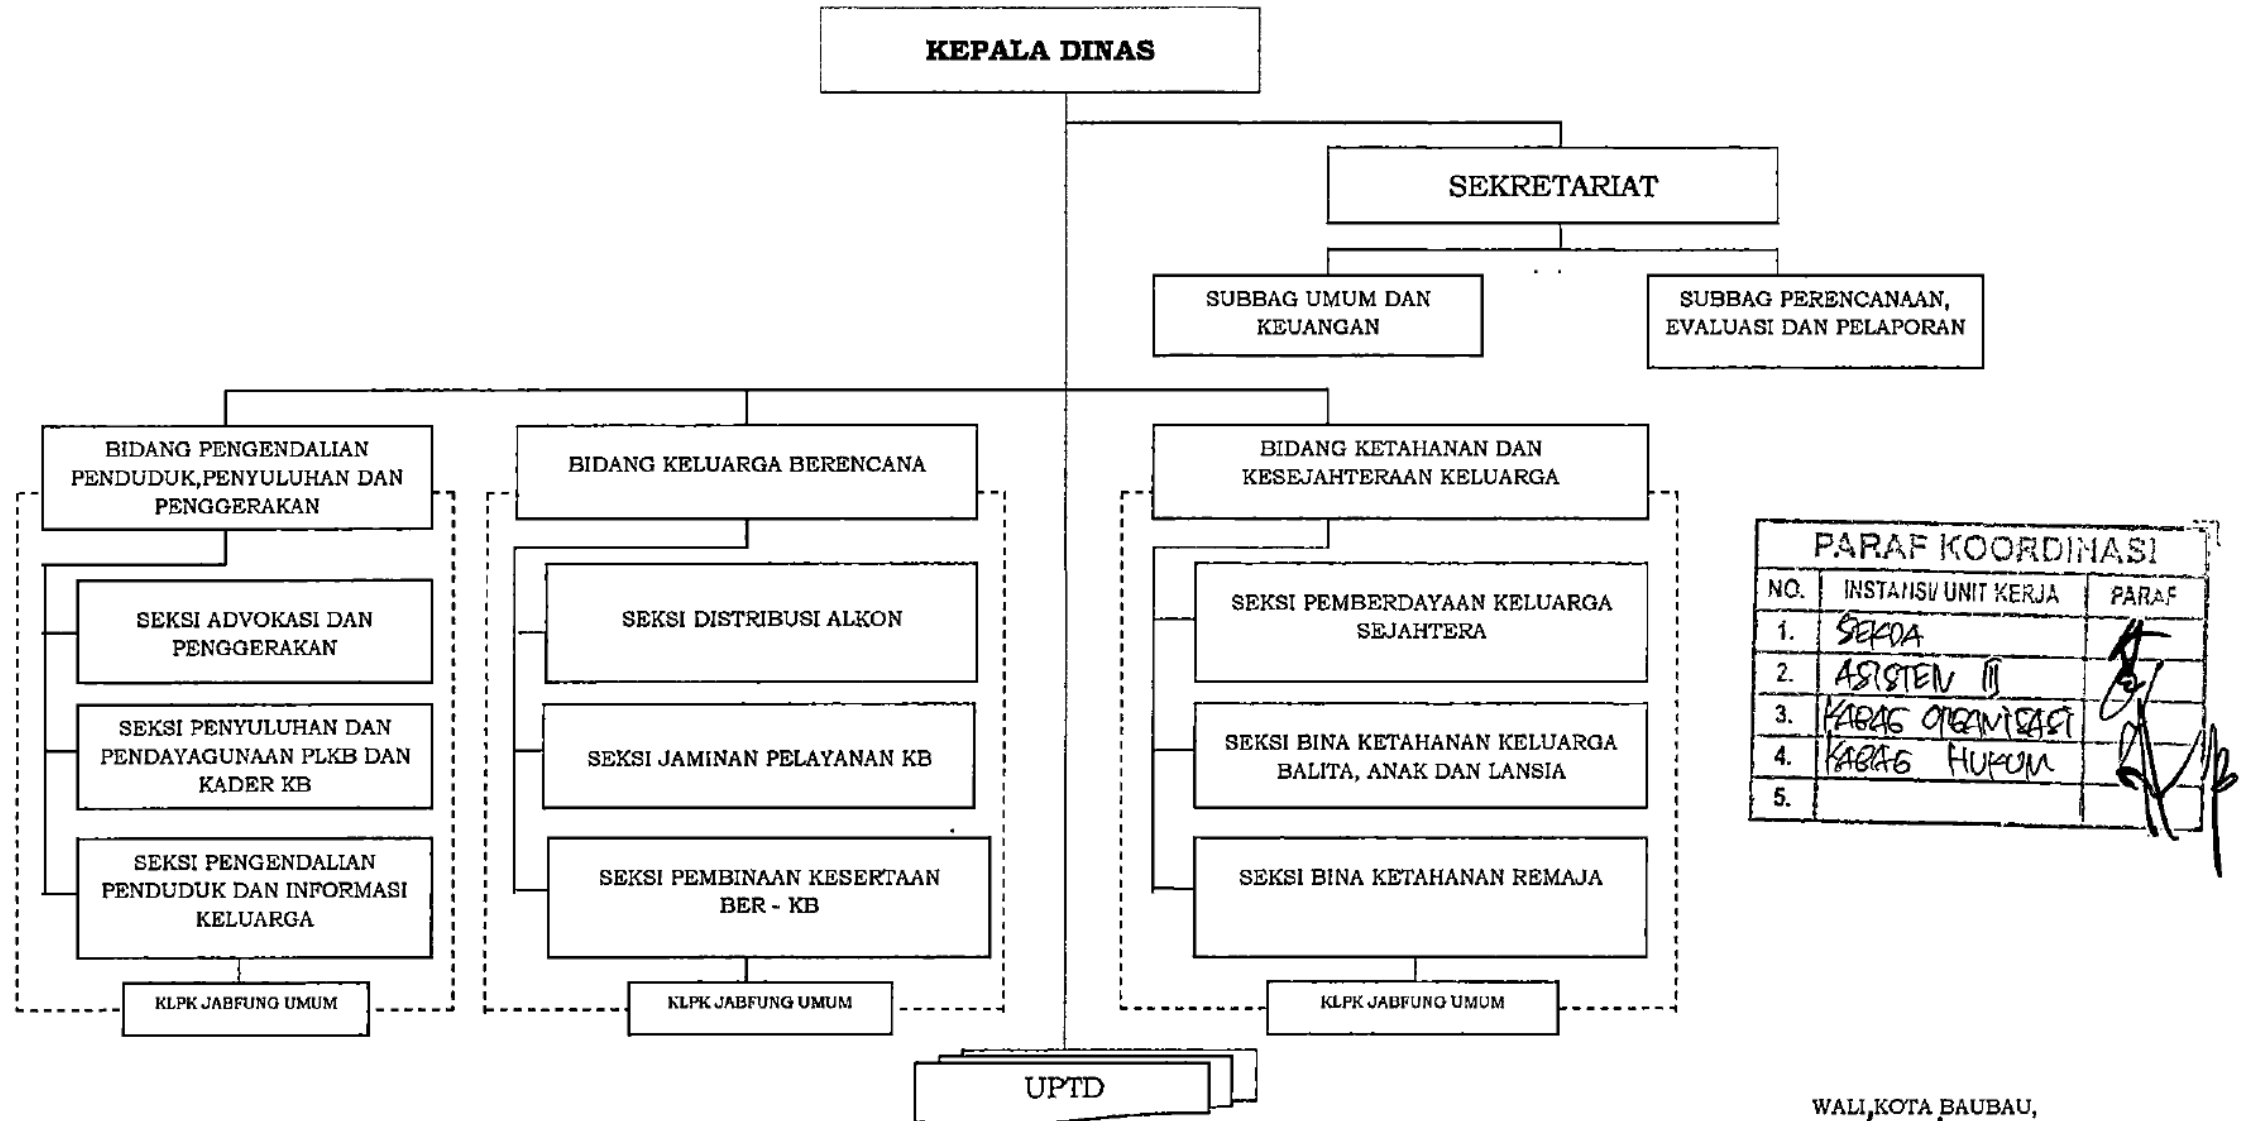 KEPALA DINAS
SEKRETARIAT
SUBBAG UMUM DAN
KEUANGAN
SUBBAG PERENCANAAN,
EVALUASI DAN PELAPORAN
BIDANG PENGENDALIAN
PENDUDUK,PENYULUHAN DAN
PENGGERAKAN
SEKSI ADVOKASI DAN
PENGGERAKAN
SEKSI PENYULUHAN DAN
PENDAYAGUNAAN PLKB DAN
KADER KB
SEKSI PENGENDALIAN
PENDUDUK DAN INFORMASI
KELUARGA
KLPK JABFUNG UMUM
BIDANG KELUARGA BERENCANA
SEKSI DISTRIBUSI ALKON
SEKSI JAMINAN PELAYANAN KB
SEKSI PEMBINAAN KESERTAAN
BER - KB
KLPK JABFUNG UMUM
BIDANG KETAHANAN DAN
KESEJAHTERAAN KELUARGA
SEKSI PEMBERDAYAAN KELUARGA
SEJAHTERA
SEKSI BINA KETAHANAN KELUARGA
BALITA, ANAK DAN LANSIA
SEKSI BINA KETAHANAN REMAJA
KLPK JABFUNG UMUM
UPTD
PARAF KOORDINASI
NO. INSTANSI/ UNIT KERJA PARAF
1. SEKDA
2. ASISTEN III
3. KABAG ORGANISASI
4. KABAG HUKUM
5.
WALI KOTA BAUBAU,